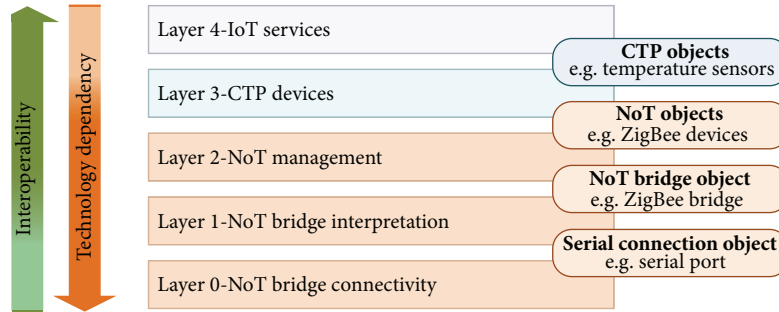 Interoperability
Technology dependency
Layer 4-IoT services
CTP objects
e.g. temperature sensors
Layer 3-CTP devices
NoT objects
e.g. ZigBee devices
Layer 2-NoT management
NoT bridge object
e.g. ZigBee bridge
Layer 1-NoT bridge interpretation
Serial connection object
e.g. serial port
Layer 0-NoT bridge connectivity